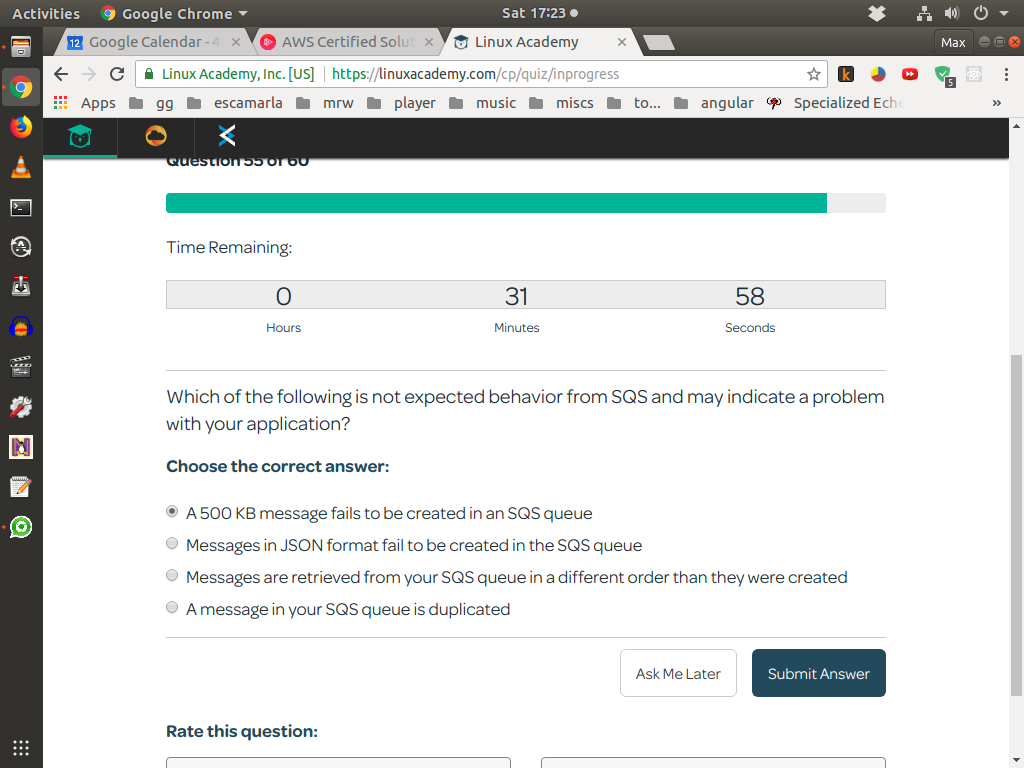 Activities Google Chrome Sat 17:23
Google Calendar - 4 AWS Certified Solut Linux Academy Max
Linux Academy, Inc. [US] https://linuxacademy.com/cp/quiz/inprogress k 5
Apps gg escamarla mrw player music miscs to... angular Specialized Eche »
Question 55 of 60
Time Remaining:
0 31 58
Hours Minutes Seconds
Which of the following is not expected behavior from SQS and may indicate a problem
with your application?
Choose the correct answer:
A 500 KB message fails to be created in an SQS queue
Messages in JSON format fail to be created in the SQS queue
Messages are retrieved from your SQS queue in a different order than they were created
A message in your SQS queue is duplicated
Ask Me Later Submit Answer
Rate this question: